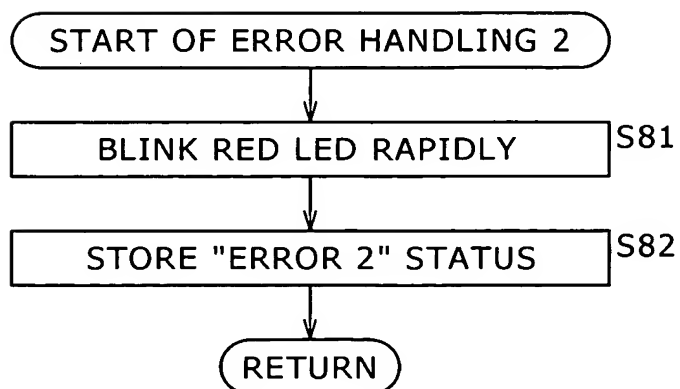 START OF ERROR HANDLING 2
BLINK RED LED RAPIDLY S81
STORE "ERROR 2" STATUS S82
RETURN